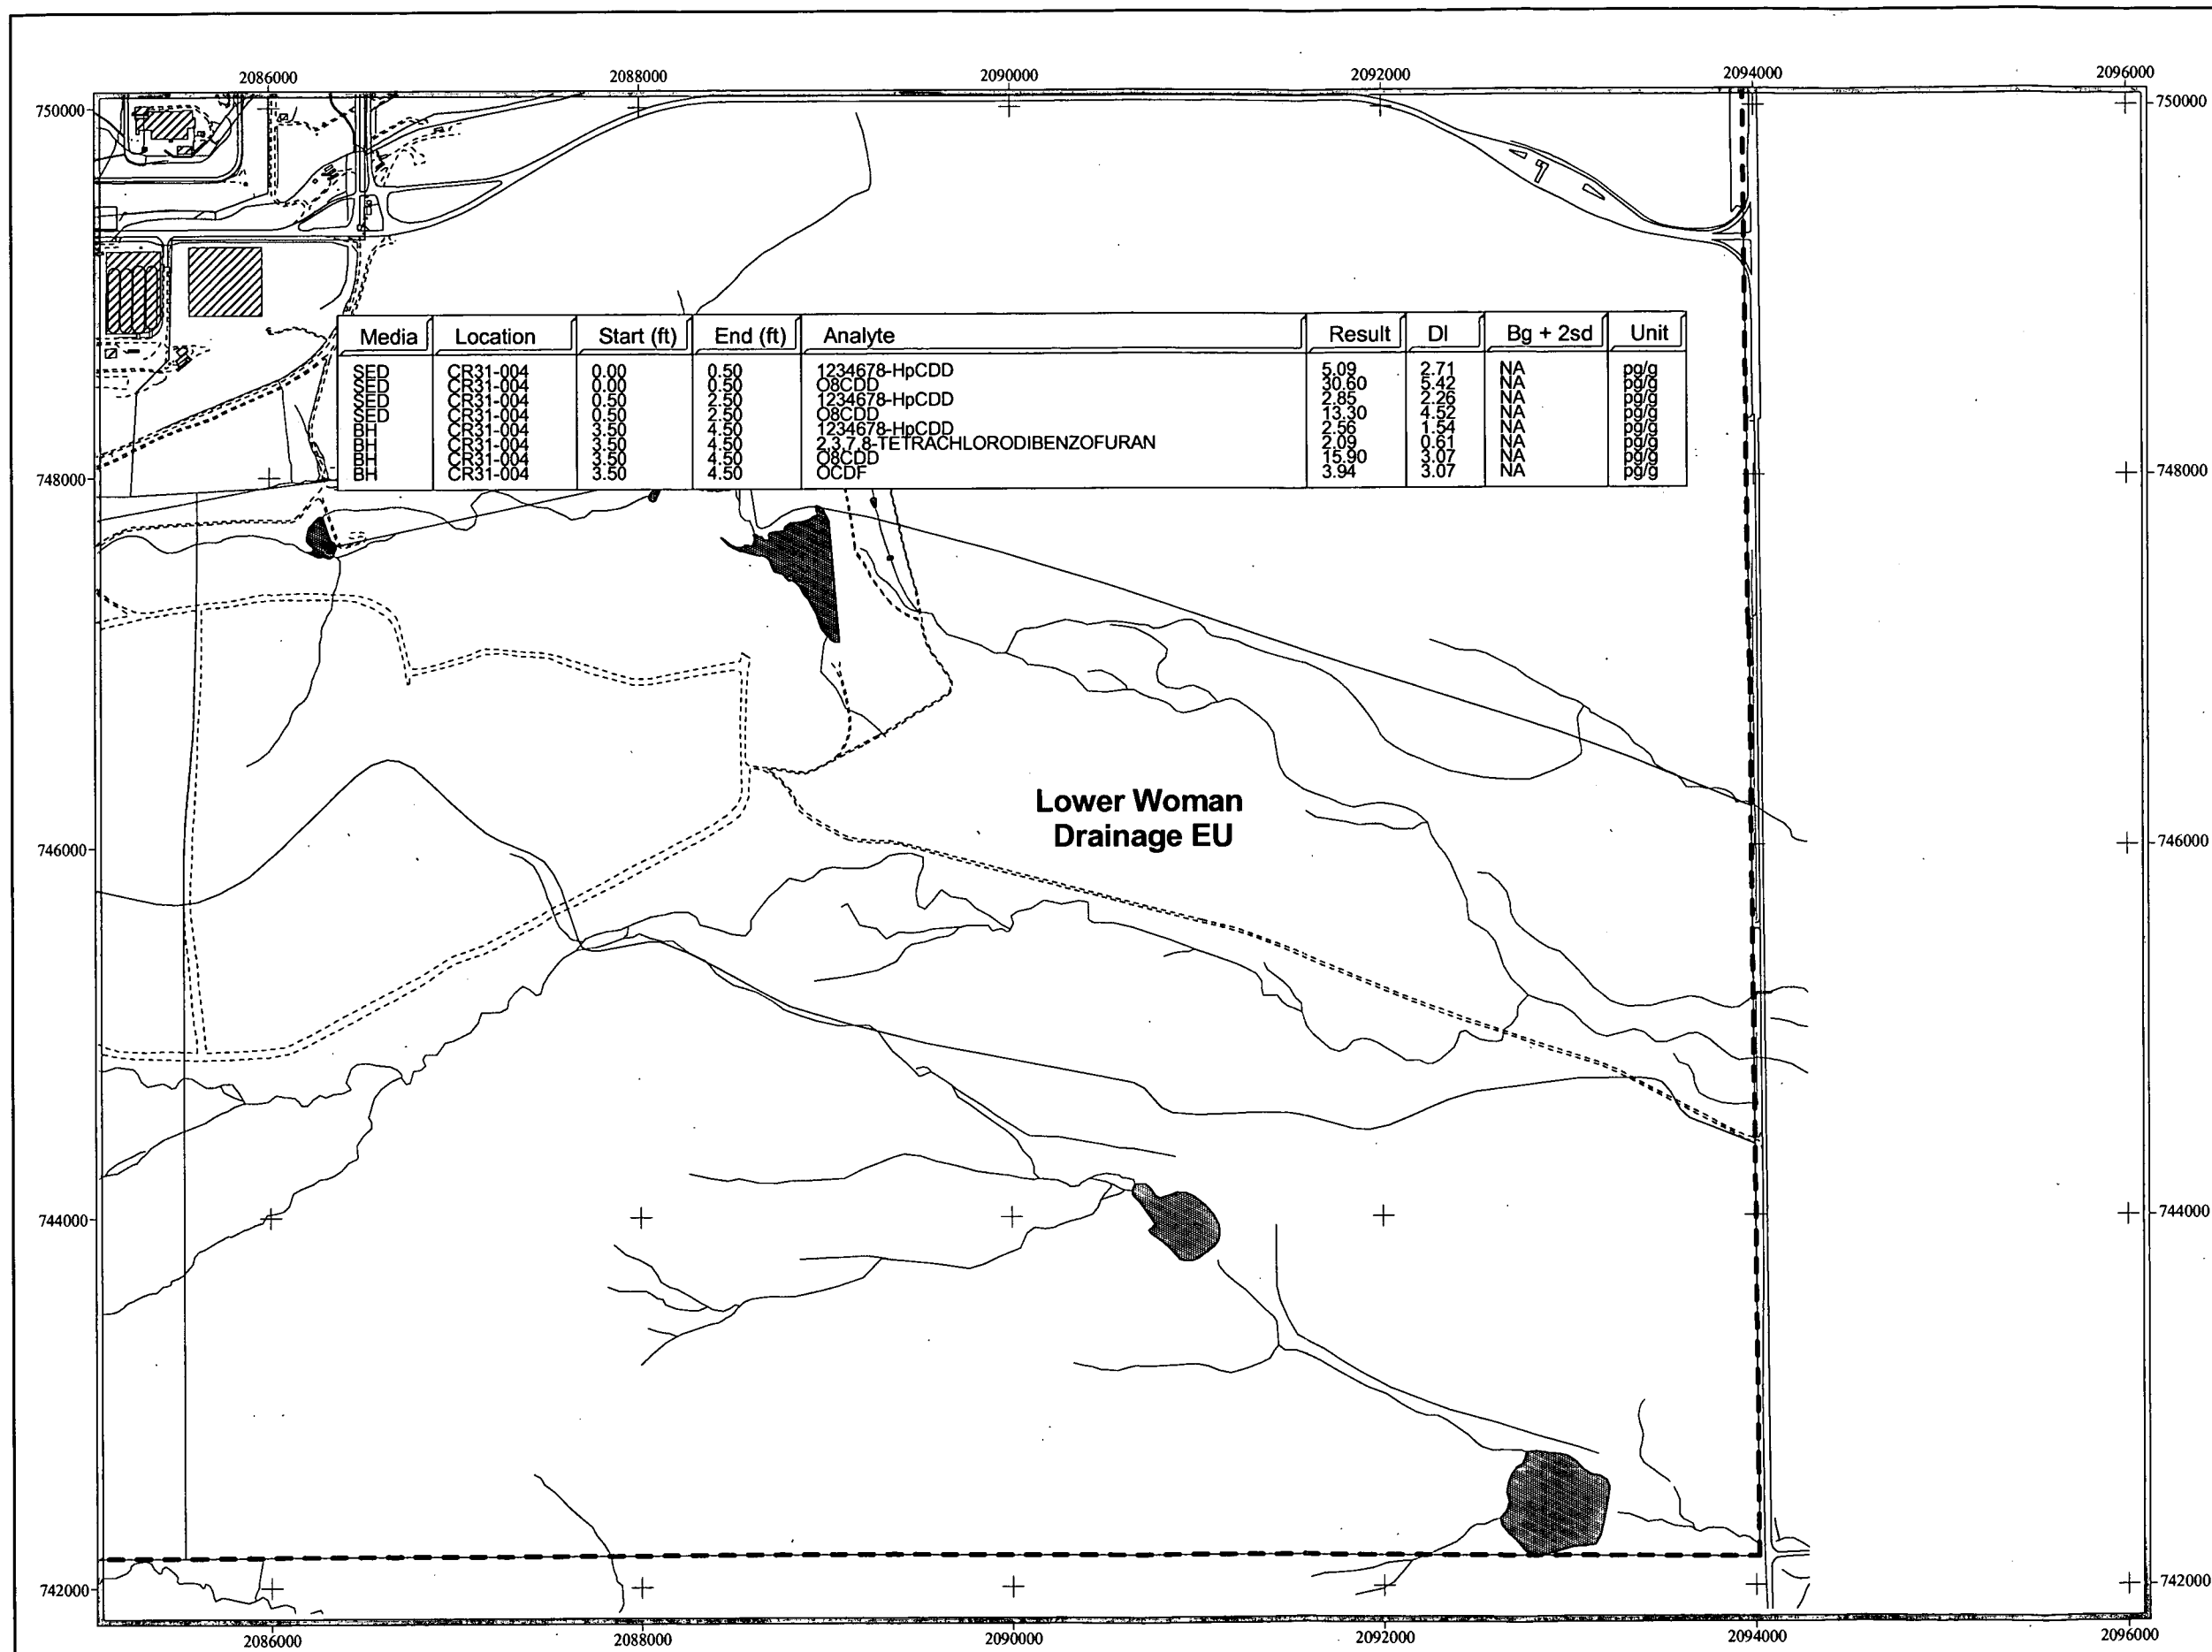 2086000 2088000 2090000 2092000 2094000 2096000
750000 750000
Media Location Start (ft) End (ft) Analyte Result Dl Bg + 2sd Unit
SED CR31-004 0.00 0.50 1234678-HpCDD 5.09 2.71 NA pg/g
SED CR31-004 0.00 0.50 O8CDD 30.60 5.42 NA pg/g
SED CR31-004 0.50 2.50 1234678-HpCDD 2.85 2.26 NA pg/g
SED CR31-004 0.50 2.50 O8CDD 13.30 4.52 NA pg/g
BH CR31-004 3.50 4.50 1234678-HpCDD 2.56 1.54 NA pg/g
BH CR31-004 3.50 4.50 2,3,7,8-TETRACHLORODIBENZOFURAN 2.09 0.61 NA pg/g
BH CR31-004 3.50 4.50 O8CDD 15.90 3.07 NA pg/g
BH CR31-004 3.50 4.50 OCDF 3.94 3.07 NA pg/g
748000 748000
Lower Woman
Drainage EU
746000 746000
744000 744000
742000 742000
2086000 2088000 2090000 2092000 2094000 2096000